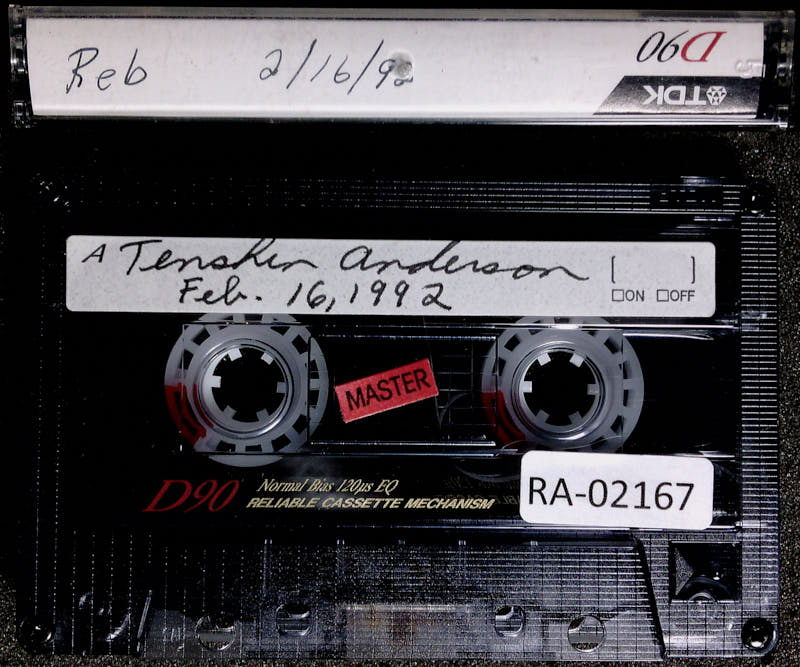 Reb 2/16/92
D90
TDK
A Tenshin Anderson [ ]
Feb. 16, 1992
☐ON ☐OFF
MASTER
D90
Normal Bias 120µs EQ
RELIABLE CASSETTE MECHANISM
RA-02167